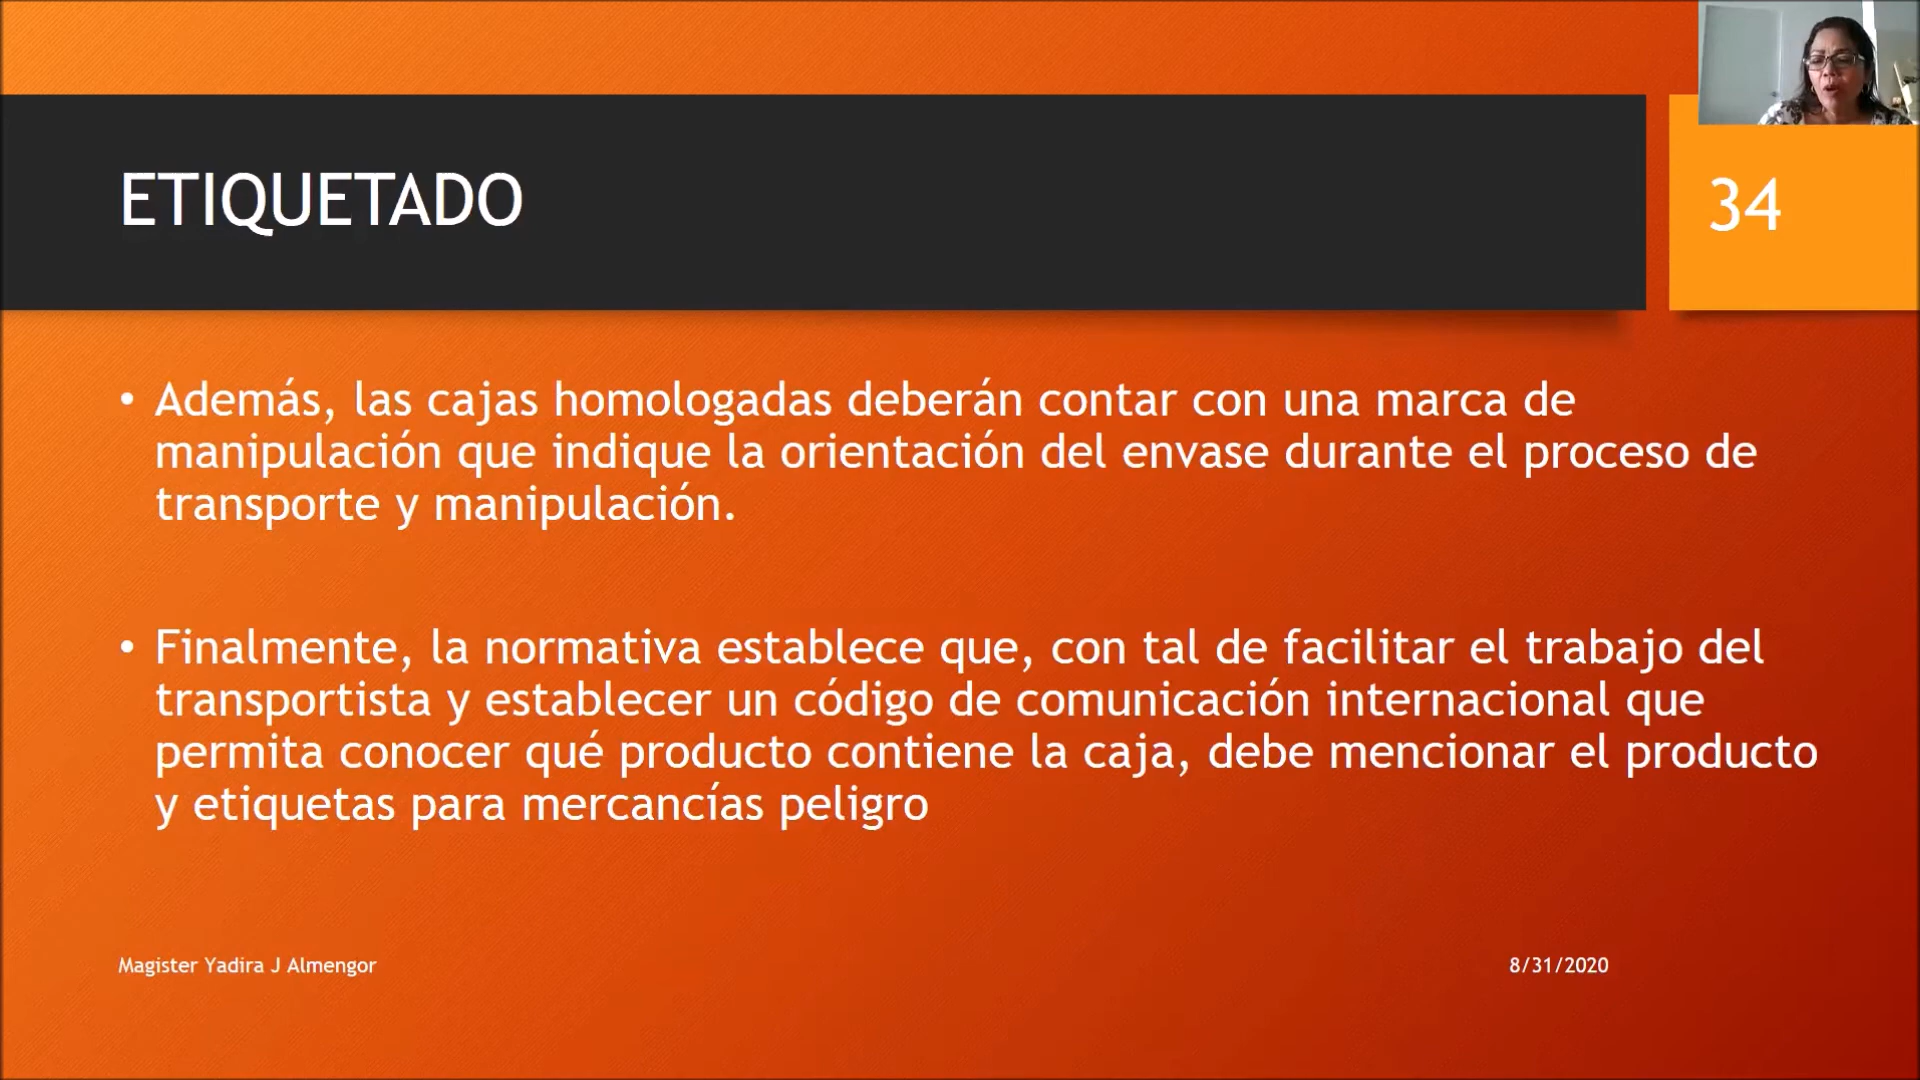 ETIQUETADO
34
• Además, las cajas homologadas deberán contar con una marca de
manipulación que indique la orientación del envase durante el proceso de
transporte y manipulación.
• Finalmente, la normativa establece que, con tal de facilitar el trabajo del
transportista y establecer un código de comunicación internacional que
permita conocer qué producto contiene la caja, debe mencionar el producto
y etiquetas para mercancías peligro
Magister Yadira J Almengor
8/31/2020